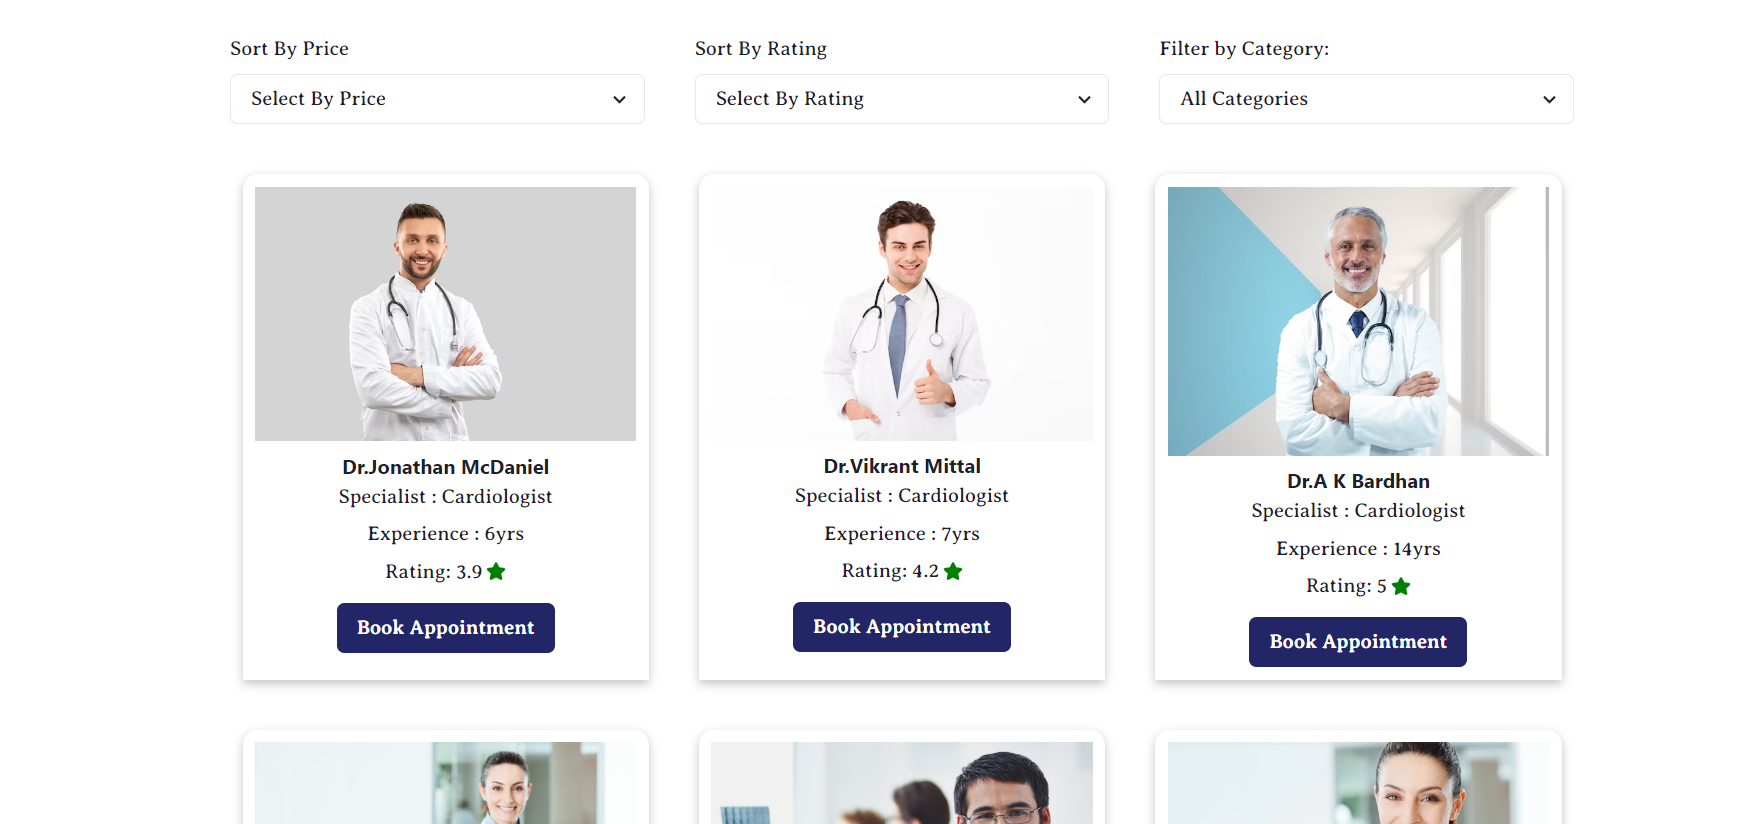 Sort By Price
Sort By Rating
Filter by Category:
Select By Price
Select By Rating
All Categories
Dr.Jonathan McDaniel
Specialist : Cardiologist
Experience : 6yrs
Rating: 3.9
Book Appointment
Dr.Vikrant Mittal
Specialist : Cardiologist
Experience : 7yrs
Rating: 4.2
Book Appointment
Dr.A K Bardhan
Specialist : Cardiologist
Experience : 14yrs
Rating: 5
Book Appointment